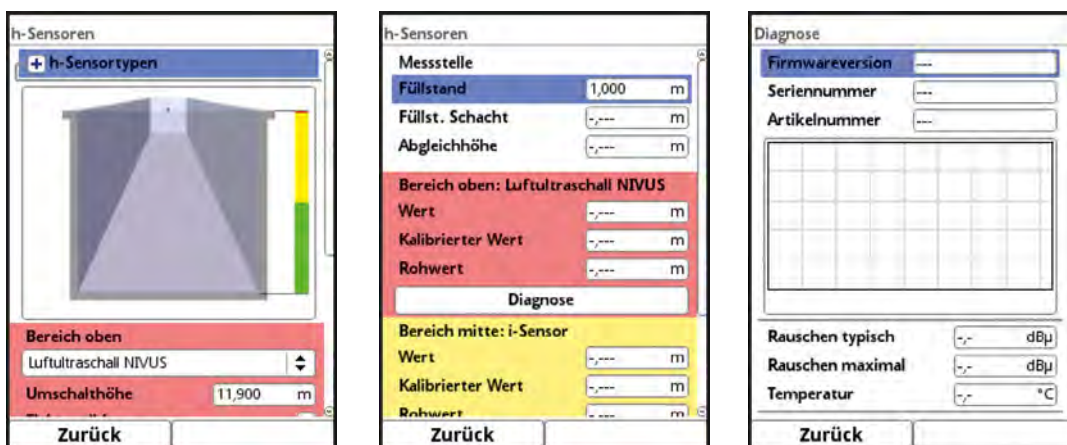 h-Sensoren
+ h-Sensortypen
Bereich oben
Luftultraschall NIVUS
Umschalthöhe 11,900 m
Zurück
h-Sensoren
Messstelle
Füllstand 1,000 m
Füllst. Schacht -,--- m
Abgleichhöhe -,--- m
Bereich oben: Luftultraschall NIVUS
Wert -,--- m
Kalibrierter Wert -,--- m
Rohwert -,--- m
Diagnose
Bereich mitte: i-Sensor
Wert -,--- m
Kalibrierter Wert -,--- m
Rohwert -,--- m
Zurück
Diagnose
Firmwareversion ---
Seriennummer ---
Artikelnummer ---
Rauschen typisch -,- dBµ
Rauschen maximal -,- dBµ
Temperatur -,- °C
Zurück